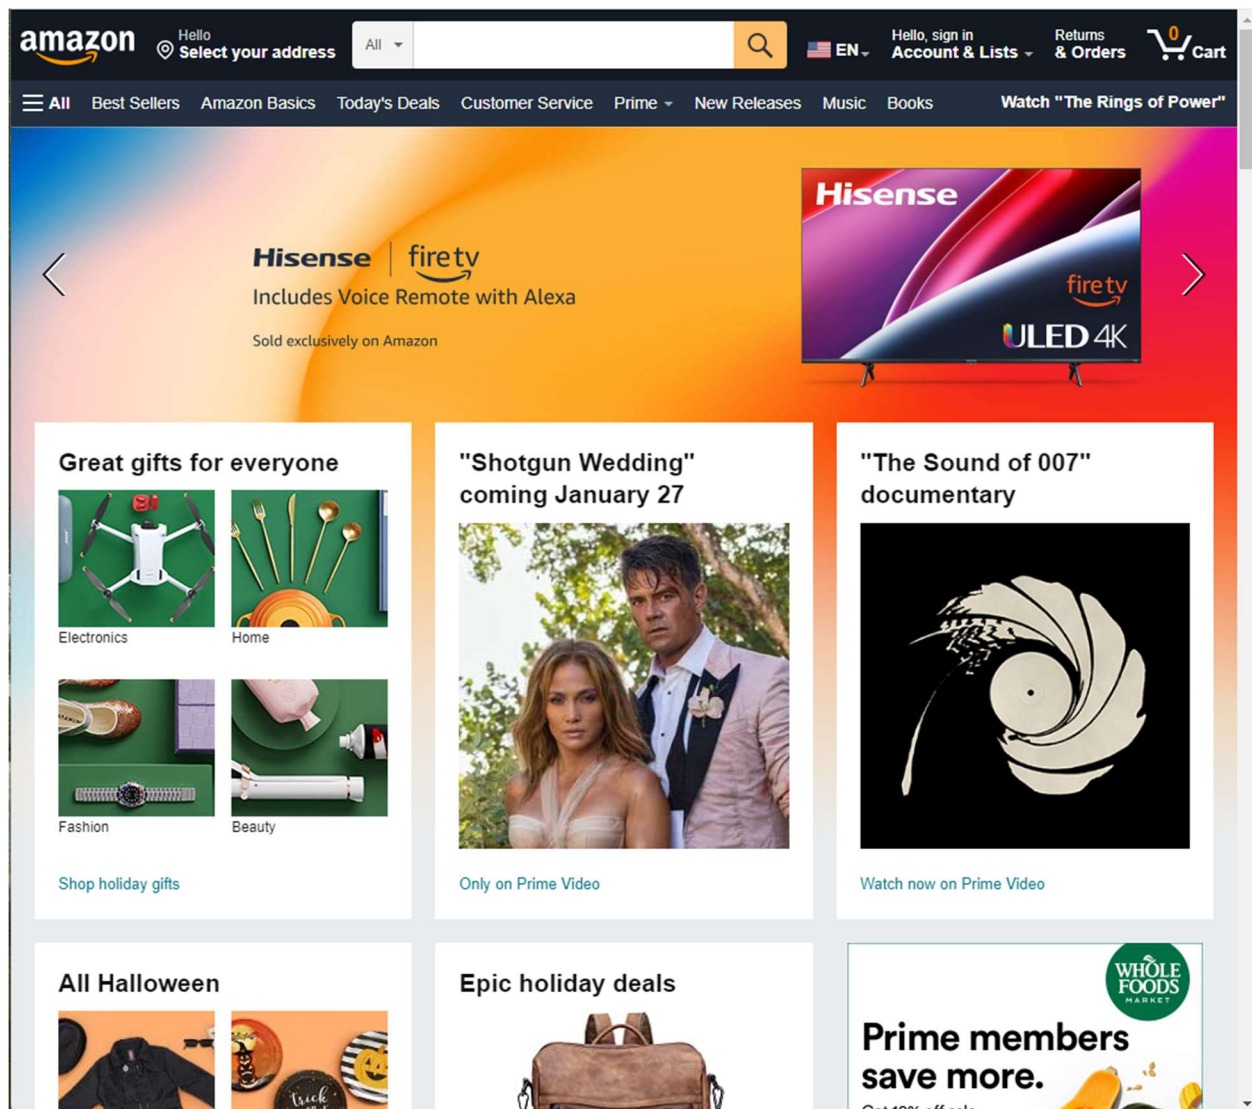 amazon
Hello
Select your address
All
EN
Hello, sign in
Account & Lists
Returns
& Orders
0
Cart
All
Best Sellers
Amazon Basics
Today's Deals
Customer Service
Prime
New Releases
Music
Books
Watch "The Rings of Power"
Hisense | firetv
Includes Voice Remote with Alexa
Sold exclusively on Amazon
Hisense
firetv
ULED 4K
Great gifts for everyone
Electronics
Home
Fashion
Beauty
Shop holiday gifts
"Shotgun Wedding"
coming January 27
Only on Prime Video
"The Sound of 007"
documentary
Watch now on Prime Video
All Halloween
trick
Epic holiday deals
WHOLE
FOODS
MARKET
Prime members
save more.